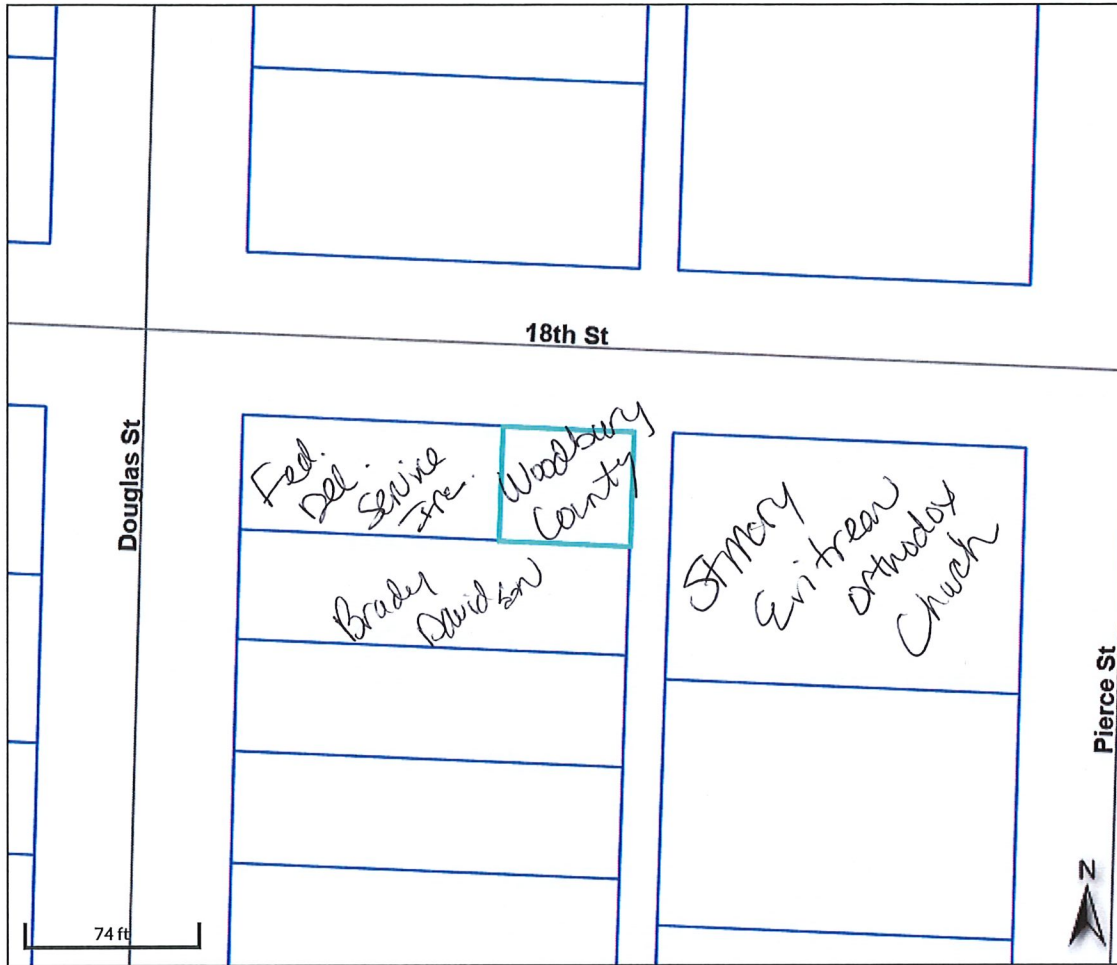 18th St
Douglas St
Fed.
Del.
Service
Inc.
Woodbury
County
Brady
Davidson
St Mary
Eritrean
Orthodox
Church
Pierce St
74 ft
N